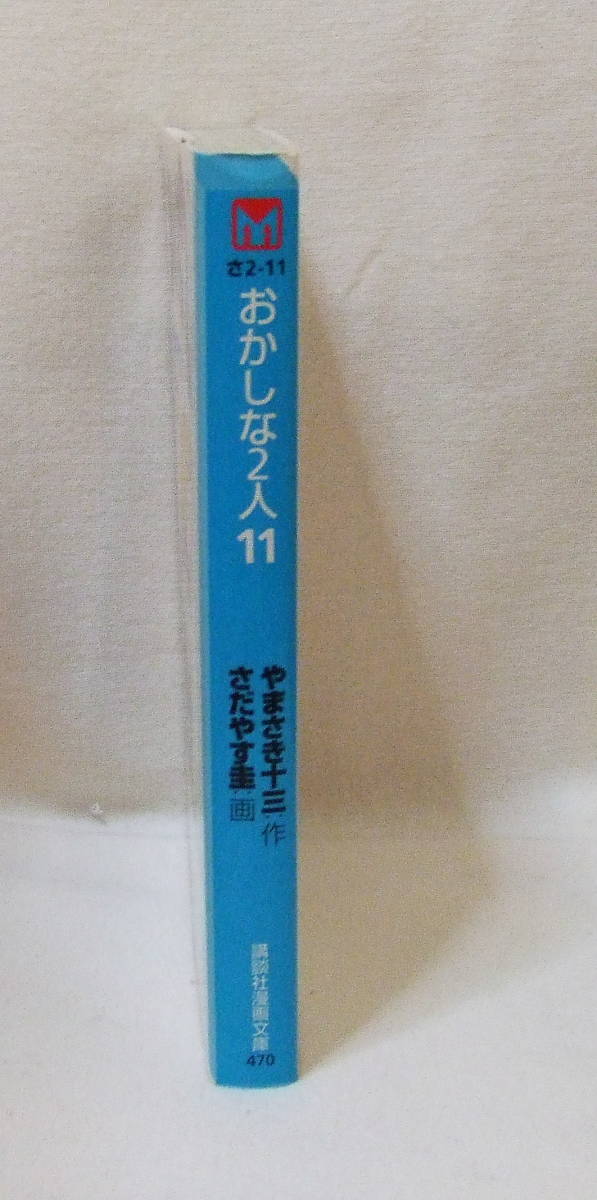 さ2-11
おかしな2人 11
やまさき十三:作
さだやす圭:画
講談社漫画文庫
470